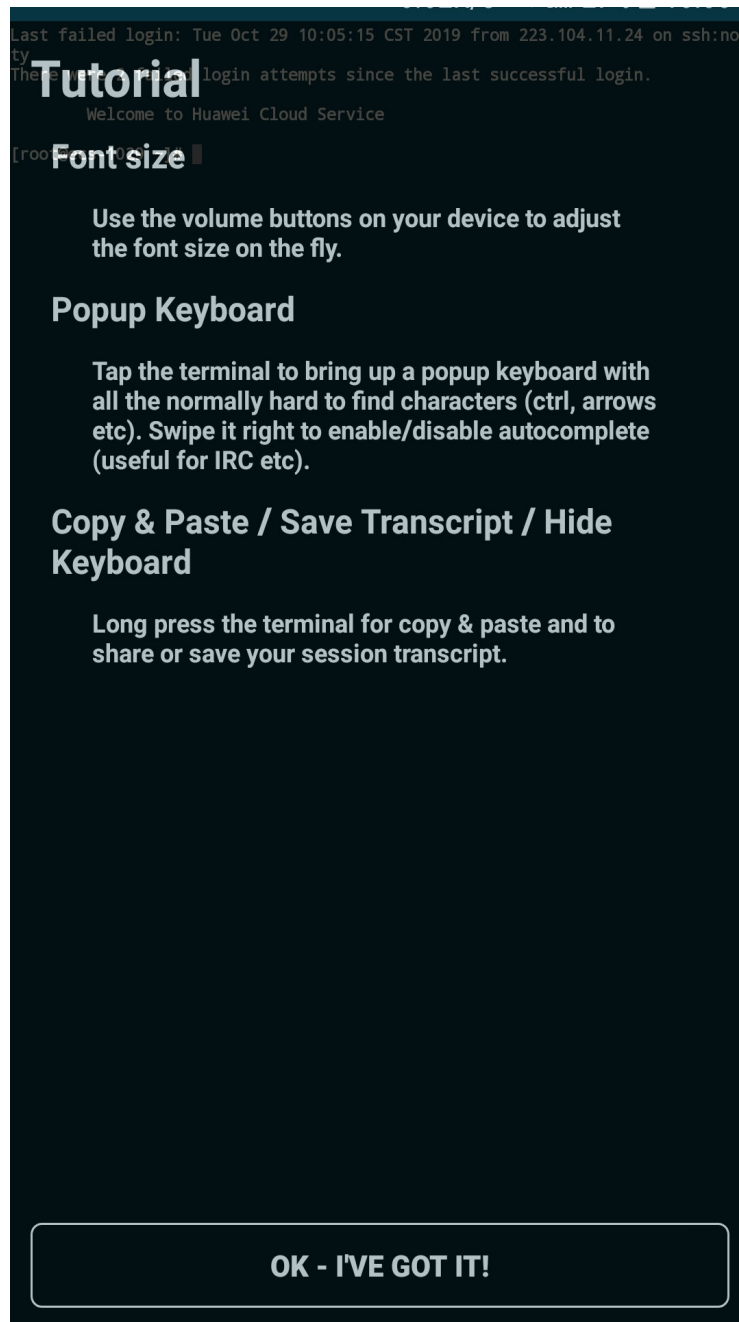 Last failed login: Tue Oct 29 10:05:15 CST 2019 from 223.104.11.24 on ssh:no
ty
There were failed login attempts since the last successful login.
Tutorial
Welcome to Huawei Cloud Service
[root
Font size
Use the volume buttons on your device to adjust
the font size on the fly.
Popup Keyboard
Tap the terminal to bring up a popup keyboard with
all the normally hard to find characters (ctrl, arrows
etc). Swipe it right to enable/disable autocomplete
(useful for IRC etc).
Copy & Paste / Save Transcript / Hide
Keyboard
Long press the terminal for copy & paste and to
share or save your session transcript.
OK - I'VE GOT IT!